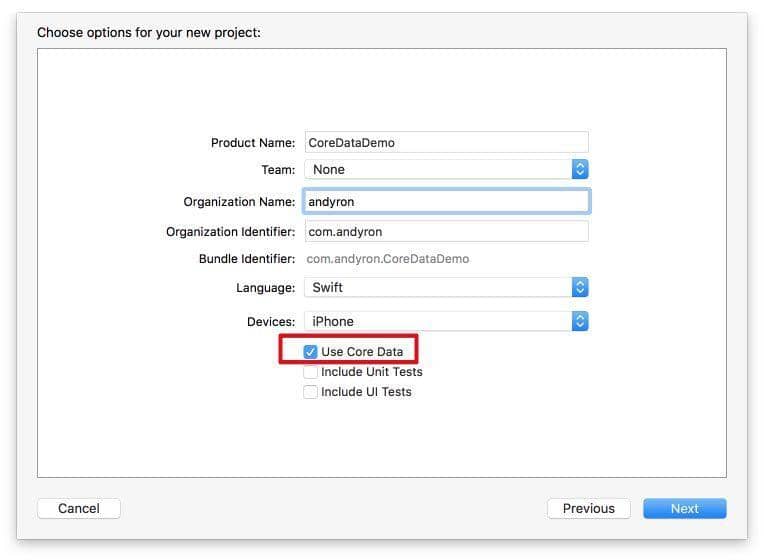 Choose options for your new project:
Product Name: CoreDataDemo
Team: None
Organization Name: andyron
Organization Identifier: com.andyron
Bundle Identifier: com.andyron.CoreDataDemo
Language: Swift
Devices: iPhone
Use Core Data
Include Unit Tests
Include UI Tests
Cancel Previous Next